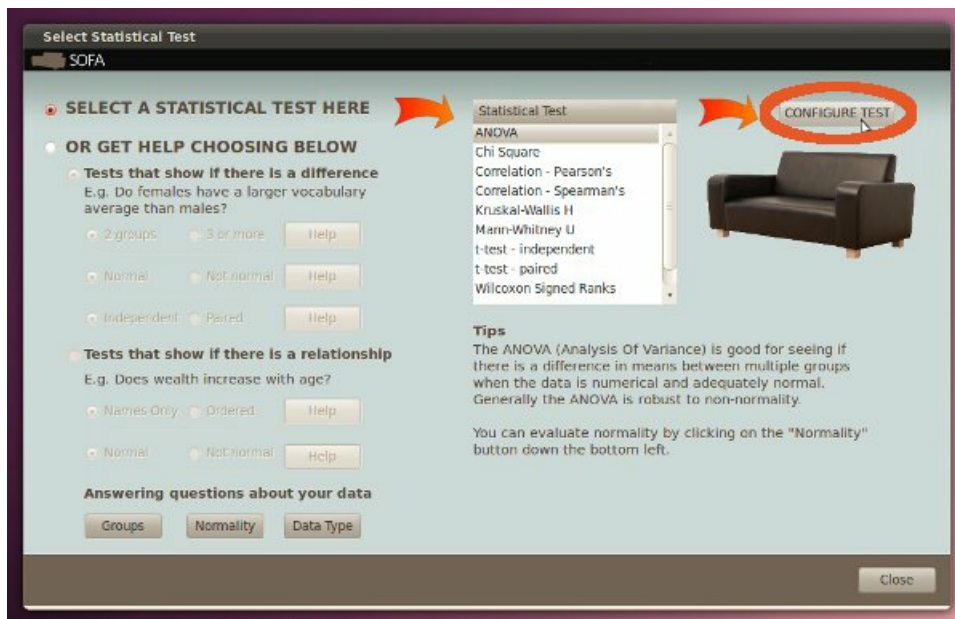 Select Statistical Test
SOFA
SELECT A STATISTICAL TEST HERE
OR GET HELP CHOOSING BELOW
Tests that show if there is a difference
E.g. Do females have a larger vocabulary
average than males?
2 groups 3 or more Help
Normal Not normal Help
Independent Paired Help
Tests that show if there is a relationship
E.g. Does wealth increase with age?
Names Only Ordered Help
Normal Not normal Help
Answering questions about your data
Groups Normality Data Type
Statistical Test
ANOVA
Chi Square
Correlation - Pearson's
Correlation - Spearman's
Kruskal-Wallis H
Mann-Whitney U
t-test - independent
t-test - paired
Wilcoxon Signed Ranks
CONFIGURE TEST
Tips
The ANOVA (Analysis Of Variance) is good for seeing if
there is a difference in means between multiple groups
when the data is numerical and adequately normal.
Generally the ANOVA is robust to non-normality.
You can evaluate normality by clicking on the "Normality"
button down the bottom left.
Close